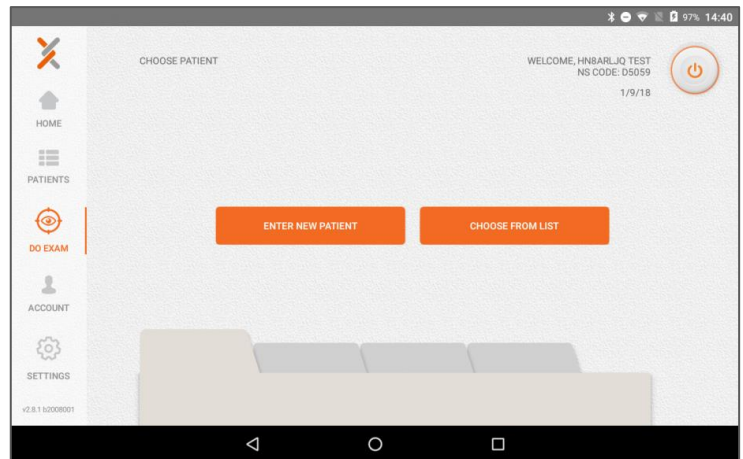 97% 14:40
CHOOSE PATIENT
WELCOME, HN8ARLJQ TEST
NS CODE: D5059
1/9/18
HOME
PATIENTS
DO EXAM
ACCOUNT
SETTINGS
v2.8.1 b2008001
ENTER NEW PATIENT
CHOOSE FROM LIST